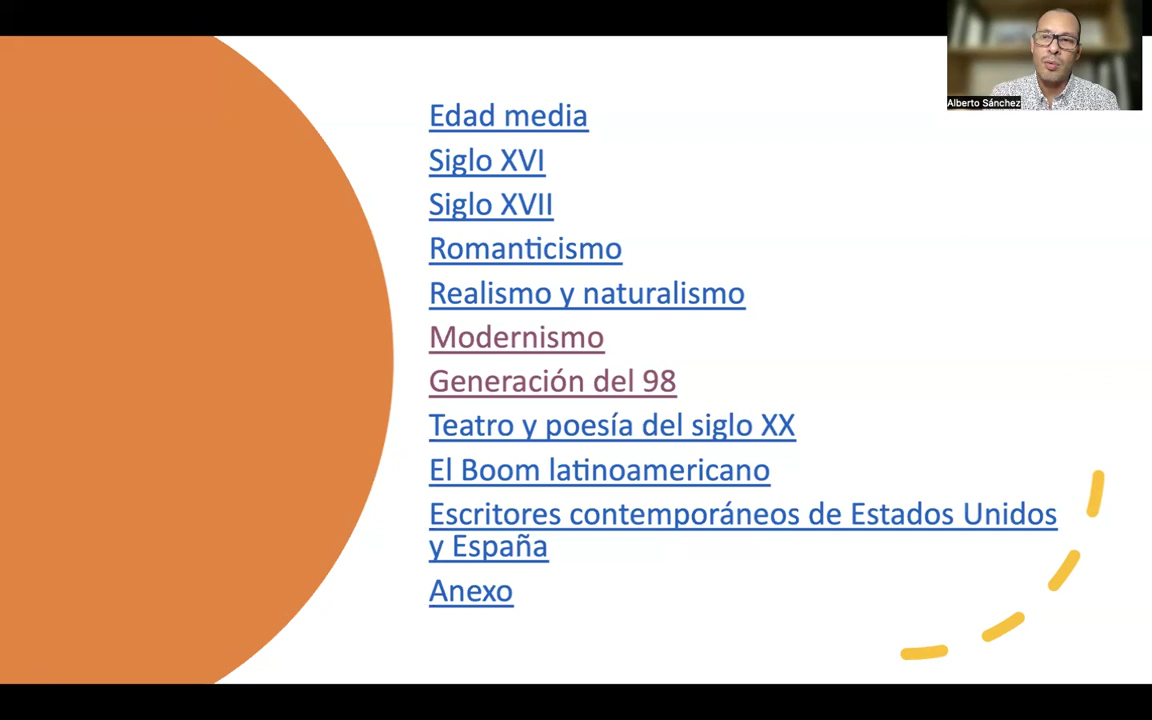 Edad media
Siglo XVI
Siglo XVII
Romanticismo
Realismo y naturalismo
Modernismo
Generación del 98
Teatro y poesía del siglo XX
El Boom latinoamericano
Escritores contemporáneos de Estados Unidos
y España
Anexo
Alberto Sánchez